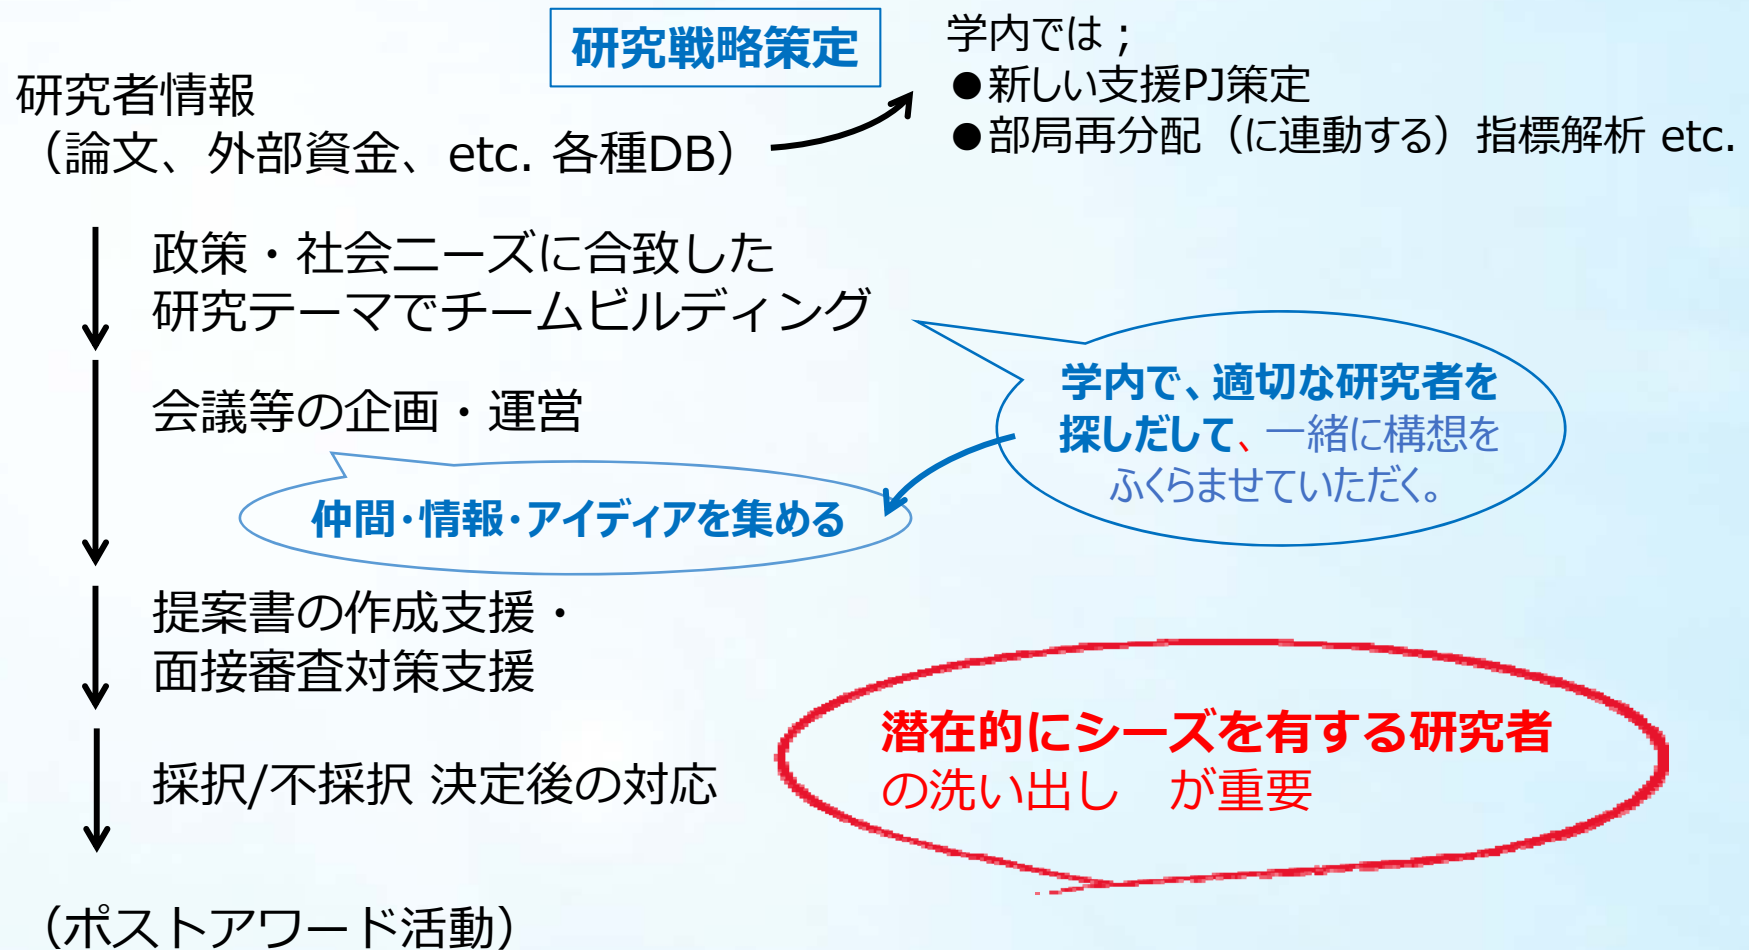 研究戦略策定
学内では；
●新しい支援PJ策定
●部局再分配（に連動する）指標解析 etc.
研究者情報
（論文、外部資金、etc. 各種DB）
政策・社会ニーズに合致した
研究テーマでチームビルディング
会議等の企画・運営
学内で、適切な研究者を
探しだして、一緒に構想を
ふくらませていただく。
仲間・情報・アイディアを集める
提案書の作成支援・
面接審査対策支援
潜在的にシーズを有する研究者
の洗い出し　が重要
採択/不採択 決定後の対応
（ポストアワード活動）